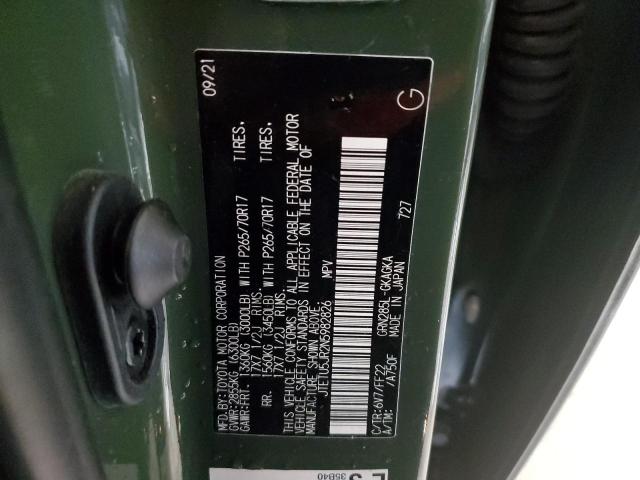 MFG.BY:TOYOTA MOTOR CORPORATION 09/21
GVWR:2855KG (6300LB)
GAWR:FRT. 1360KG (3000LB) WITH P265/70R17 TIRES.
17X7 1/2J RIMS.
RR. 1560KG (3450LB) WITH P265/70R17 TIRES.
17X7 1/2J RIMS.
THIS VEHICLE CONFORMS TO ALL APPLICABLE FEDERAL MOTOR
VEHICLE SAFETY STANDARDS IN EFFECT ON THE DATE OF
MANUFACTURE SHOWN ABOVE.
JTETU5JR2N5982826 MPV
C/TR:6V7/FF22 GRN285L-GKAGKA
A/TM: /A750F MADE IN JAPAN 727
G
35B40